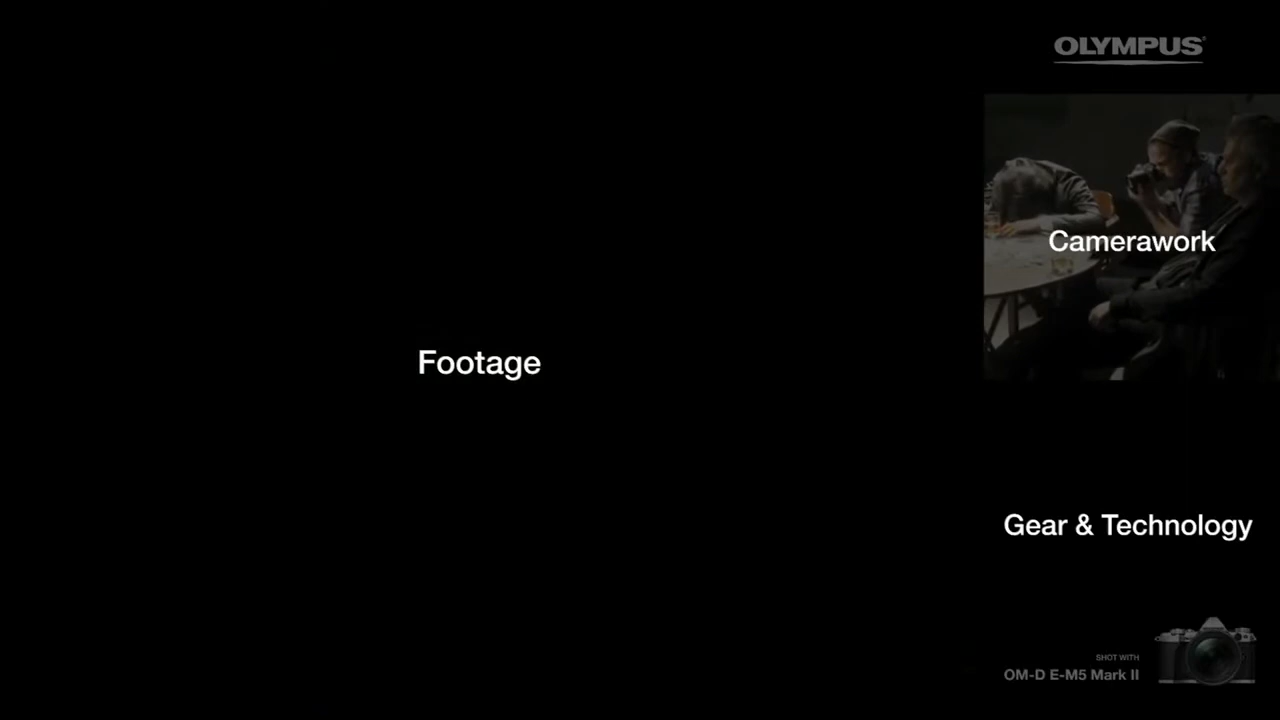 OLYMPUS
Camerawork
Footage
Gear & Technology
SHOT WITH
OM-D E-M5 Mark II